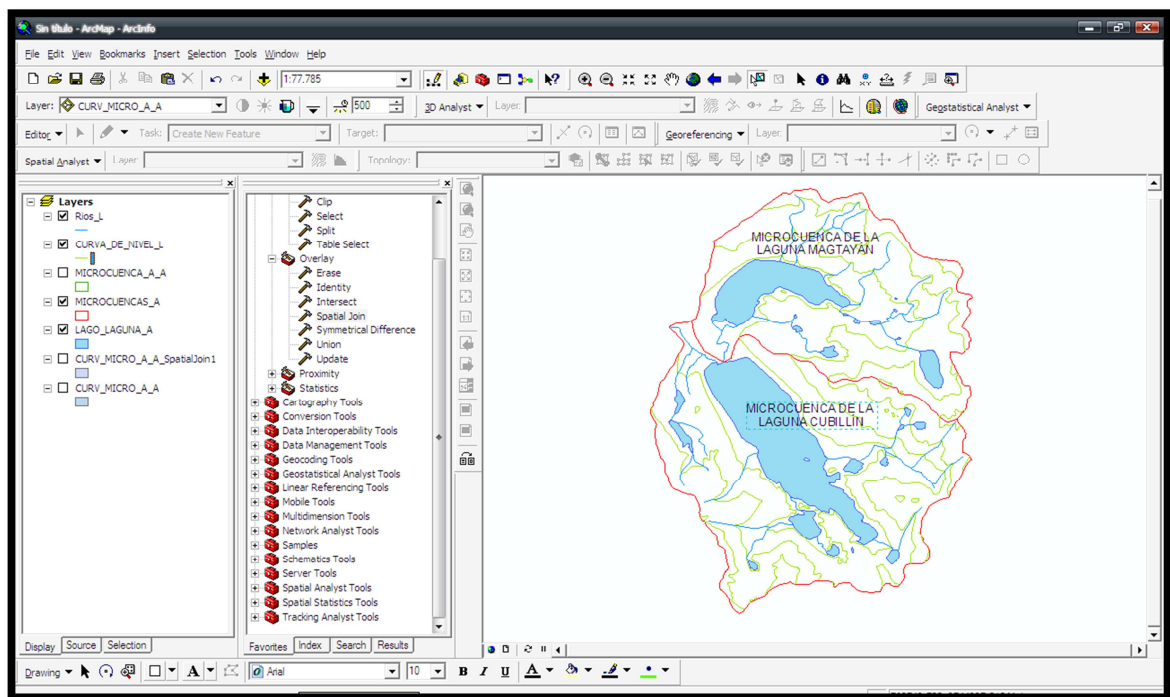 Sin título - ArcMap - ArcInfo
File Edit View Bookmarks Insert Selection Tools Window Help
1:77.785
Layer: CURV_MICRO_A_A 500 3D Analyst Layer: Geostatistical Analyst
Editor Task: Create New Feature Target: Georeferencing Layer:
Spatial Analyst Layer: Topology:
Layers
Rios_L
CURVA_DE_NIVEL_L
MICROCUENCA_A_A
MICROCUENCAS_A
LAGO_LAGUNA_A
CURV_MICRO_A_A_SpatialJoin1
CURV_MICRO_A_A
Display Source Selection
Clip
Select
Split
Table Select
Overlay
Erase
Identity
Intersect
Spatial Join
Symmetrical Difference
Union
Update
Proximity
Statistics
Cartography Tools
Conversion Tools
Data Interoperability Tools
Data Management Tools
Geocoding Tools
Geostatistical Analyst Tools
Linear Referencing Tools
Mobile Tools
Multidimension Tools
Network Analyst Tools
Samples
Schematics Tools
Server Tools
Spatial Analyst Tools
Spatial Statistics Tools
Tracking Analyst Tools
Favorites Index Search Results
MICROCUENCA DE LA
LAGUNA MAGTAYAN
MICROCUENCA DE LA
LAGUNA CUBILLÍN
Drawing A Arial 10 B I U A